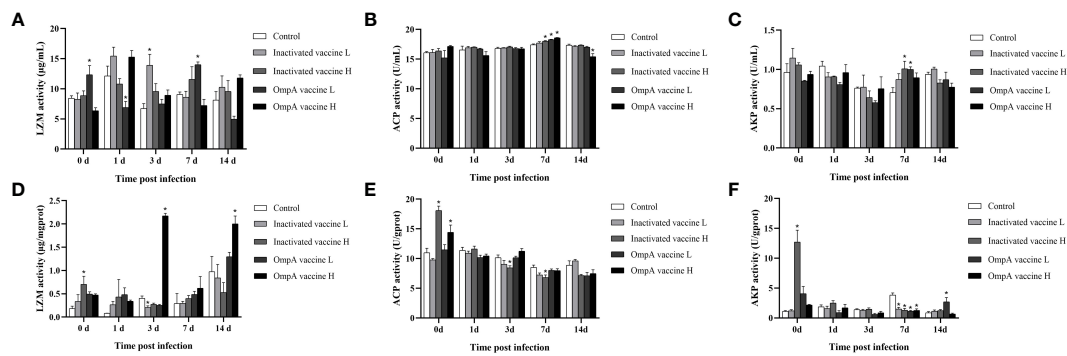 A
LZM activity (μg/mL)
25
20
15
10
5
0
* * * *
0 d 1 d 3 d 7 d 14 d
Time post infection
Control
Inactivated vaccine L
Inactivated vaccine H
OmpA vaccine L
OmpA vaccine H
B
ACP activity (U/mL)
25
20
15
10
5
0
* * * *
0d 1d 3d 7d 14d
Time post infection
Control
Inactivated vaccine L
Inactivated vaccine H
OmpA vaccine L
OmpA vaccine H
C
AKP activity (U/mL)
1.5
1.0
0.5
0.0
* *
0d 1d 3d 7d 14d
Time post infection
Control
Inactivated vaccine L
Inactivated vaccine H
OmpA vaccine L
OmpA vaccine H
D
LZM activity (μg/mgprot)
2.5
2.0
1.5
1.0
0.5
0.0
* * * *
0 d 1 d 3 d 7 d 14 d
Time post infection
Control
Inactivated vaccine L
Inactivated vaccine H
OmpA vaccine L
OmpA vaccine H
E
ACP activity (U/gprot)
20
15
10
5
0
* * * *
0d 1d 3d 7d 14d
Time post infection
Control
Inactivated vaccine L
Inactivated vaccine H
OmpA vaccine L
OmpA vaccine H
F
AKP activity (U/gprot)
20
15
10
5
0
* * * * * *
0d 1d 3d 7d 14d
Time post infection
Control
Inactivated vaccine L
Inactivated vaccine H
OmpA vaccine L
OmpA vaccine H